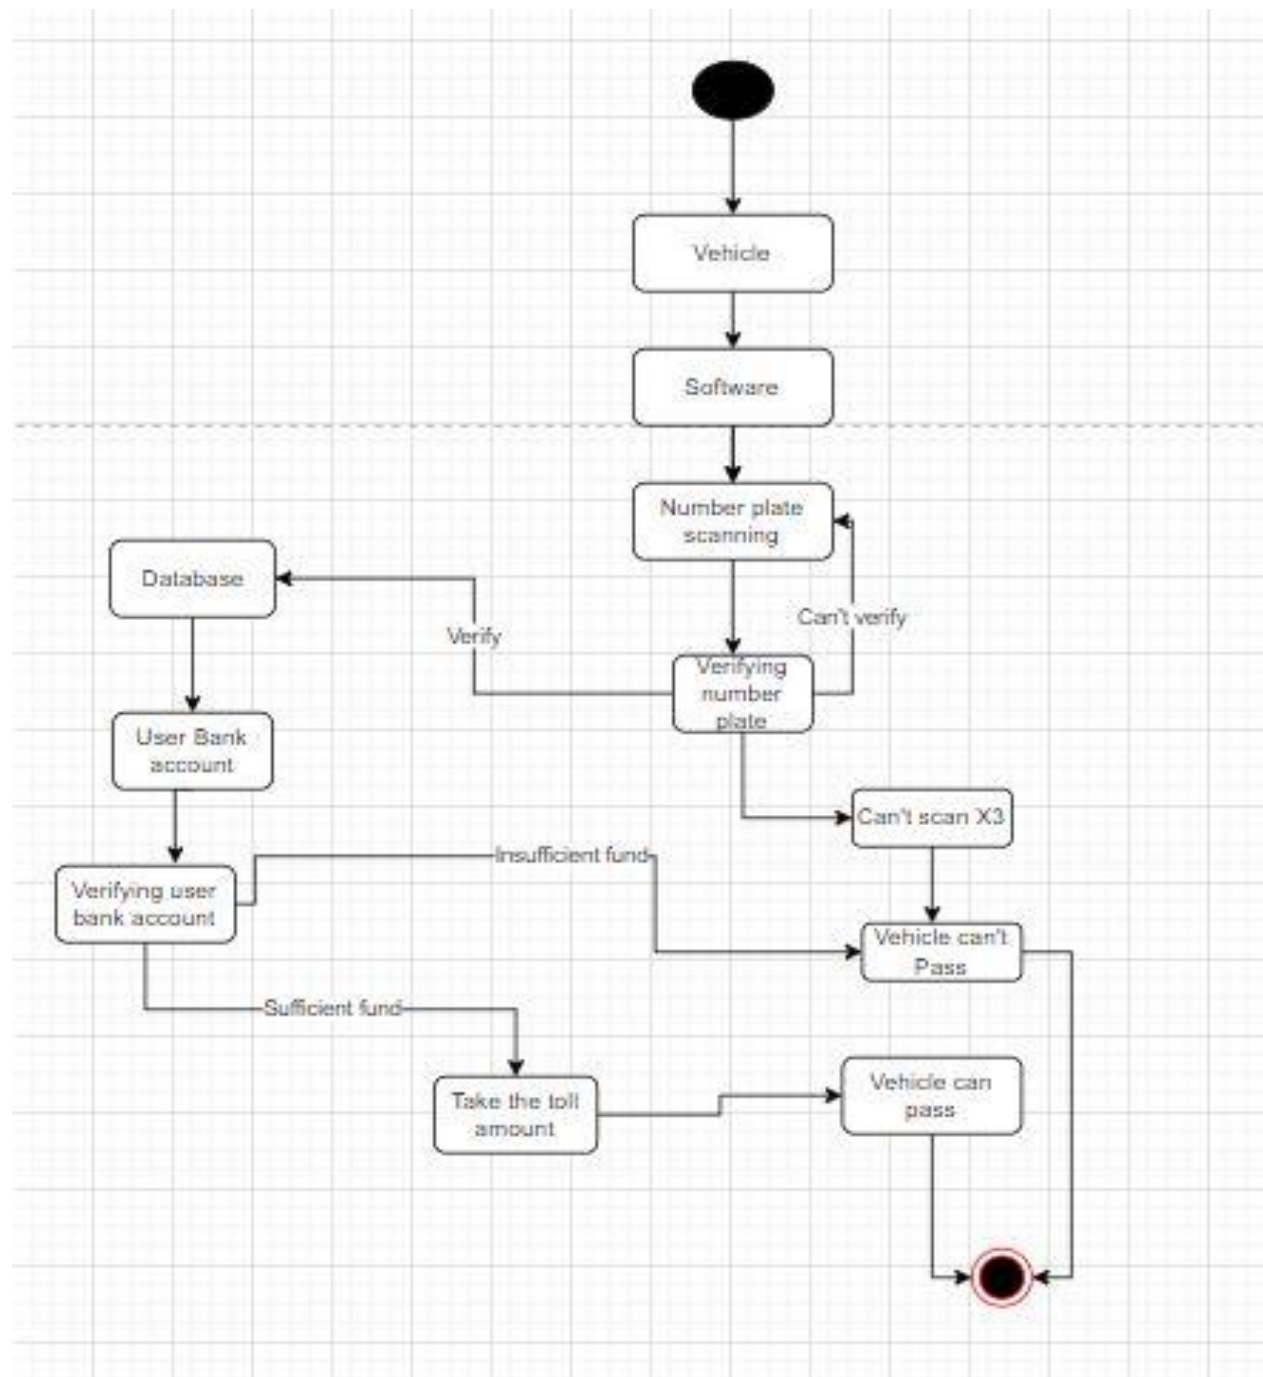 Vehicle
Software
Number plate
scanning
Database
Can't verify
Verify
Verifying
number
plate
User Bank
account
Can't scan X3
Insufficient fund
Verifying user
bank account
Vehicle can't
Pass
Sufficient fund
Vehicle can
pass
Take the toll
amount